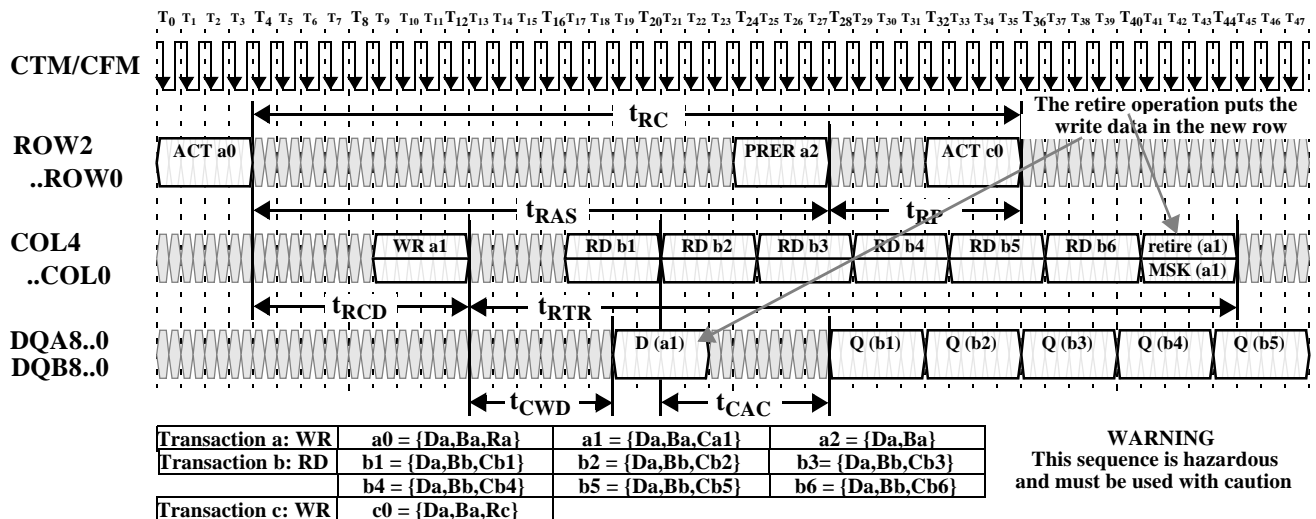 T0 T1 T2 T3 T4 T5 T6 T7 T8 T9 T10 T11 T12 T13 T14 T15 T16 T17 T18 T19 T20 T21 T22 T23 T24 T25 T26 T27 T28 T29 T30 T31 T32 T33 T34 T35 T36 T37 T38 T39 T40 T41 T42 T43 T44 T45 T46 T47
CTM/CFM
tRC
The retire operation puts the
write data in the new row
ROW2
..ROW0
ACT a0 PRER a2 ACT c0
tRAS tRP
COL4
..COL0
WR a1 RD b1 RD b2 RD b3 RD b4 RD b5 RD b6 retire (a1)
MSK (a1)
tRCD tRTR
DQA8..0
DQB8..0
D (a1) Q (b1) Q (b2) Q (b3) Q (b4) Q (b5)
tCWD tCAC
Transaction a: WR a0 = {Da,Ba,Ra} a1 = {Da,Ba,Ca1} a2 = {Da,Ba}
Transaction b: RD b1 = {Da,Bb,Cb1} b2 = {Da,Bb,Cb2} b3= {Da,Bb,Cb3}
b4 = {Da,Bb,Cb4} b5 = {Da,Bb,Cb5} b6 = {Da,Bb,Cb6}
Transaction c: WR c0 = {Da,Ba,Rc}
WARNING
This sequence is hazardous
and must be used with caution